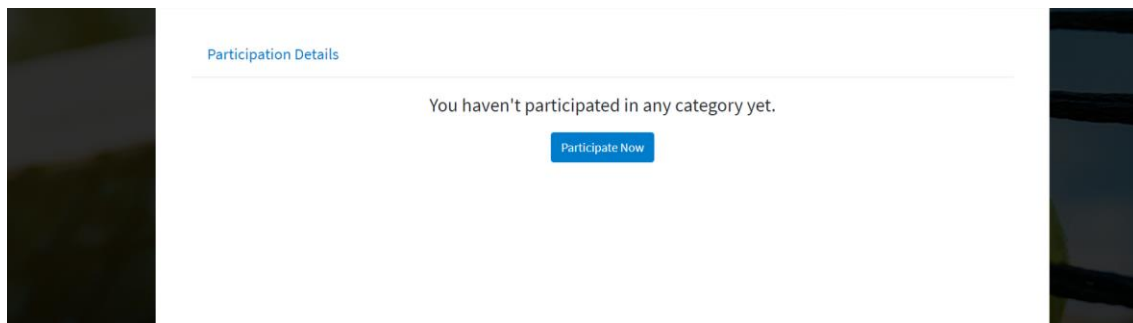 Participation Details
You haven't participated in any category yet.
Participate Now